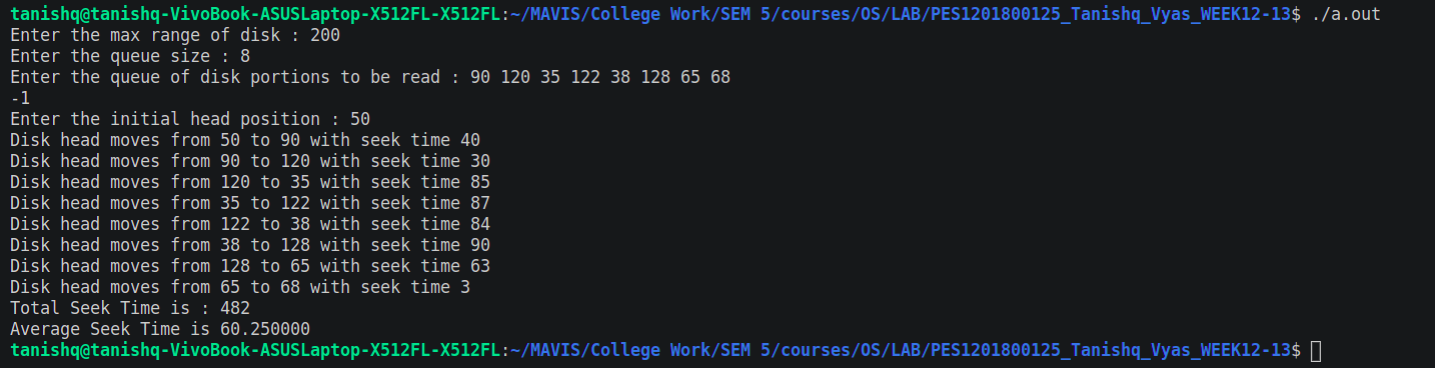 tanishq@tanishq-VivoBook-ASUSLaptop-X512FL-X512FL:~/MAVIS/College Work/SEM 5/courses/OS/LAB/PES1201800125_Tanishq_Vyas_WEEK12-13$ ./a.out
Enter the max range of disk : 200
Enter the queue size : 8
Enter the queue of disk portions to be read : 90 120 35 122 38 128 65 68
-1
Enter the initial head position : 50
Disk head moves from 50 to 90 with seek time 40
Disk head moves from 90 to 120 with seek time 30
Disk head moves from 120 to 35 with seek time 85
Disk head moves from 35 to 122 with seek time 87
Disk head moves from 122 to 38 with seek time 84
Disk head moves from 38 to 128 with seek time 90
Disk head moves from 128 to 65 with seek time 63
Disk head moves from 65 to 68 with seek time 3
Total Seek Time is : 482
Average Seek Time is 60.250000
tanishq@tanishq-VivoBook-ASUSLaptop-X512FL-X512FL:~/MAVIS/College Work/SEM 5/courses/OS/LAB/PES1201800125_Tanishq_Vyas_WEEK12-13$